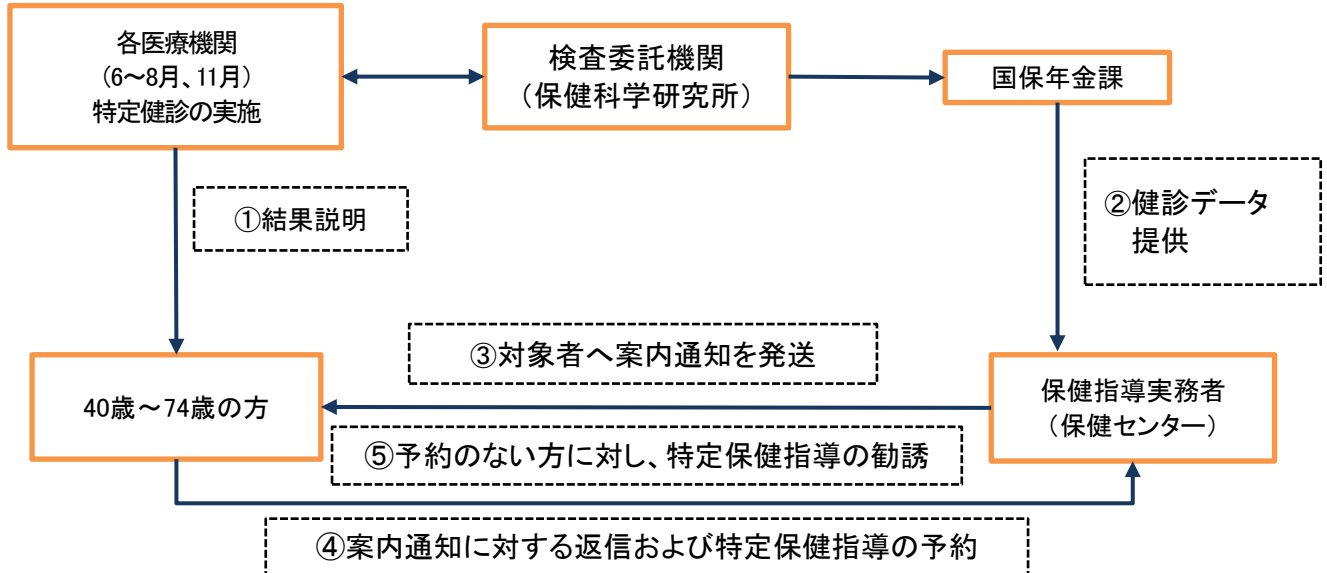 各医療機関
(6～8月、11月)
特定健診の実施
検査委託機関
（保健科学研究所）
国保年金課
①結果説明
②健診データ
提供
③対象者へ案内通知を発送
40歳～74歳の方
保健指導実務者
（保健センター）
⑤予約のない方に対し、特定保健指導の勧誘
④案内通知に対する返信および特定保健指導の予約